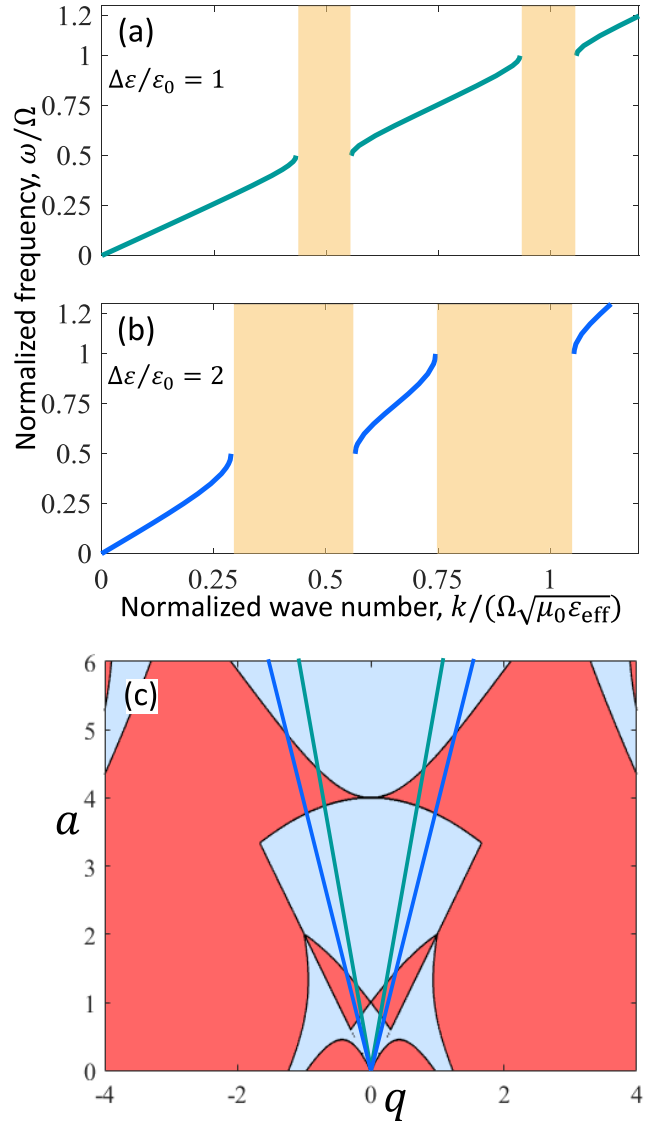 (a)
Δε/ε₀ = 1
1.2
1
0.75
0.5
0.25
0
(b)
Δε/ε₀ = 2
1.2
1
0.75
0.5
0.25
0
Normalized frequency, ω/Ω
0 0.25 0.5 0.75 1
Normalized wave number, k/(Ω√μ₀ε_eff)
(c)
6
5
4
3
2
1
0
a
-4 -2 0 2 4
q